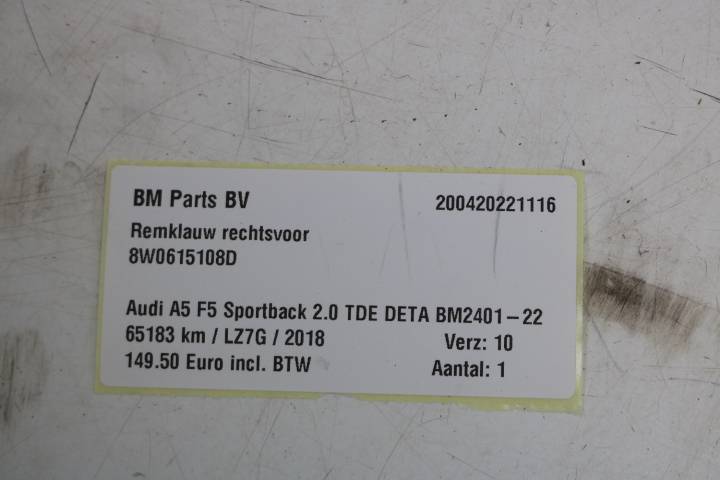 BM Parts BV 200420221116
Remklauw rechtsvoor
8W0615108D
Audi A5 F5 Sportback 2.0 TDE DETA BM2401-22
65183 km / LZ7G / 2018 Verz: 10
149.50 Euro incl. BTW Aantal: 1